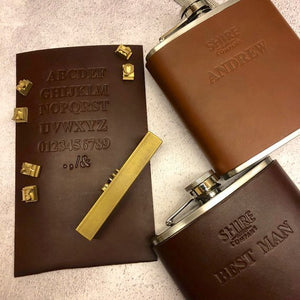 ABCDEF
GHIJKLM
NOPQRST
UVWXYZ
0123456789
.,/&
SHIRE
COMPANY
ANDREW
SHIRE
COMPANY
BEST MAN